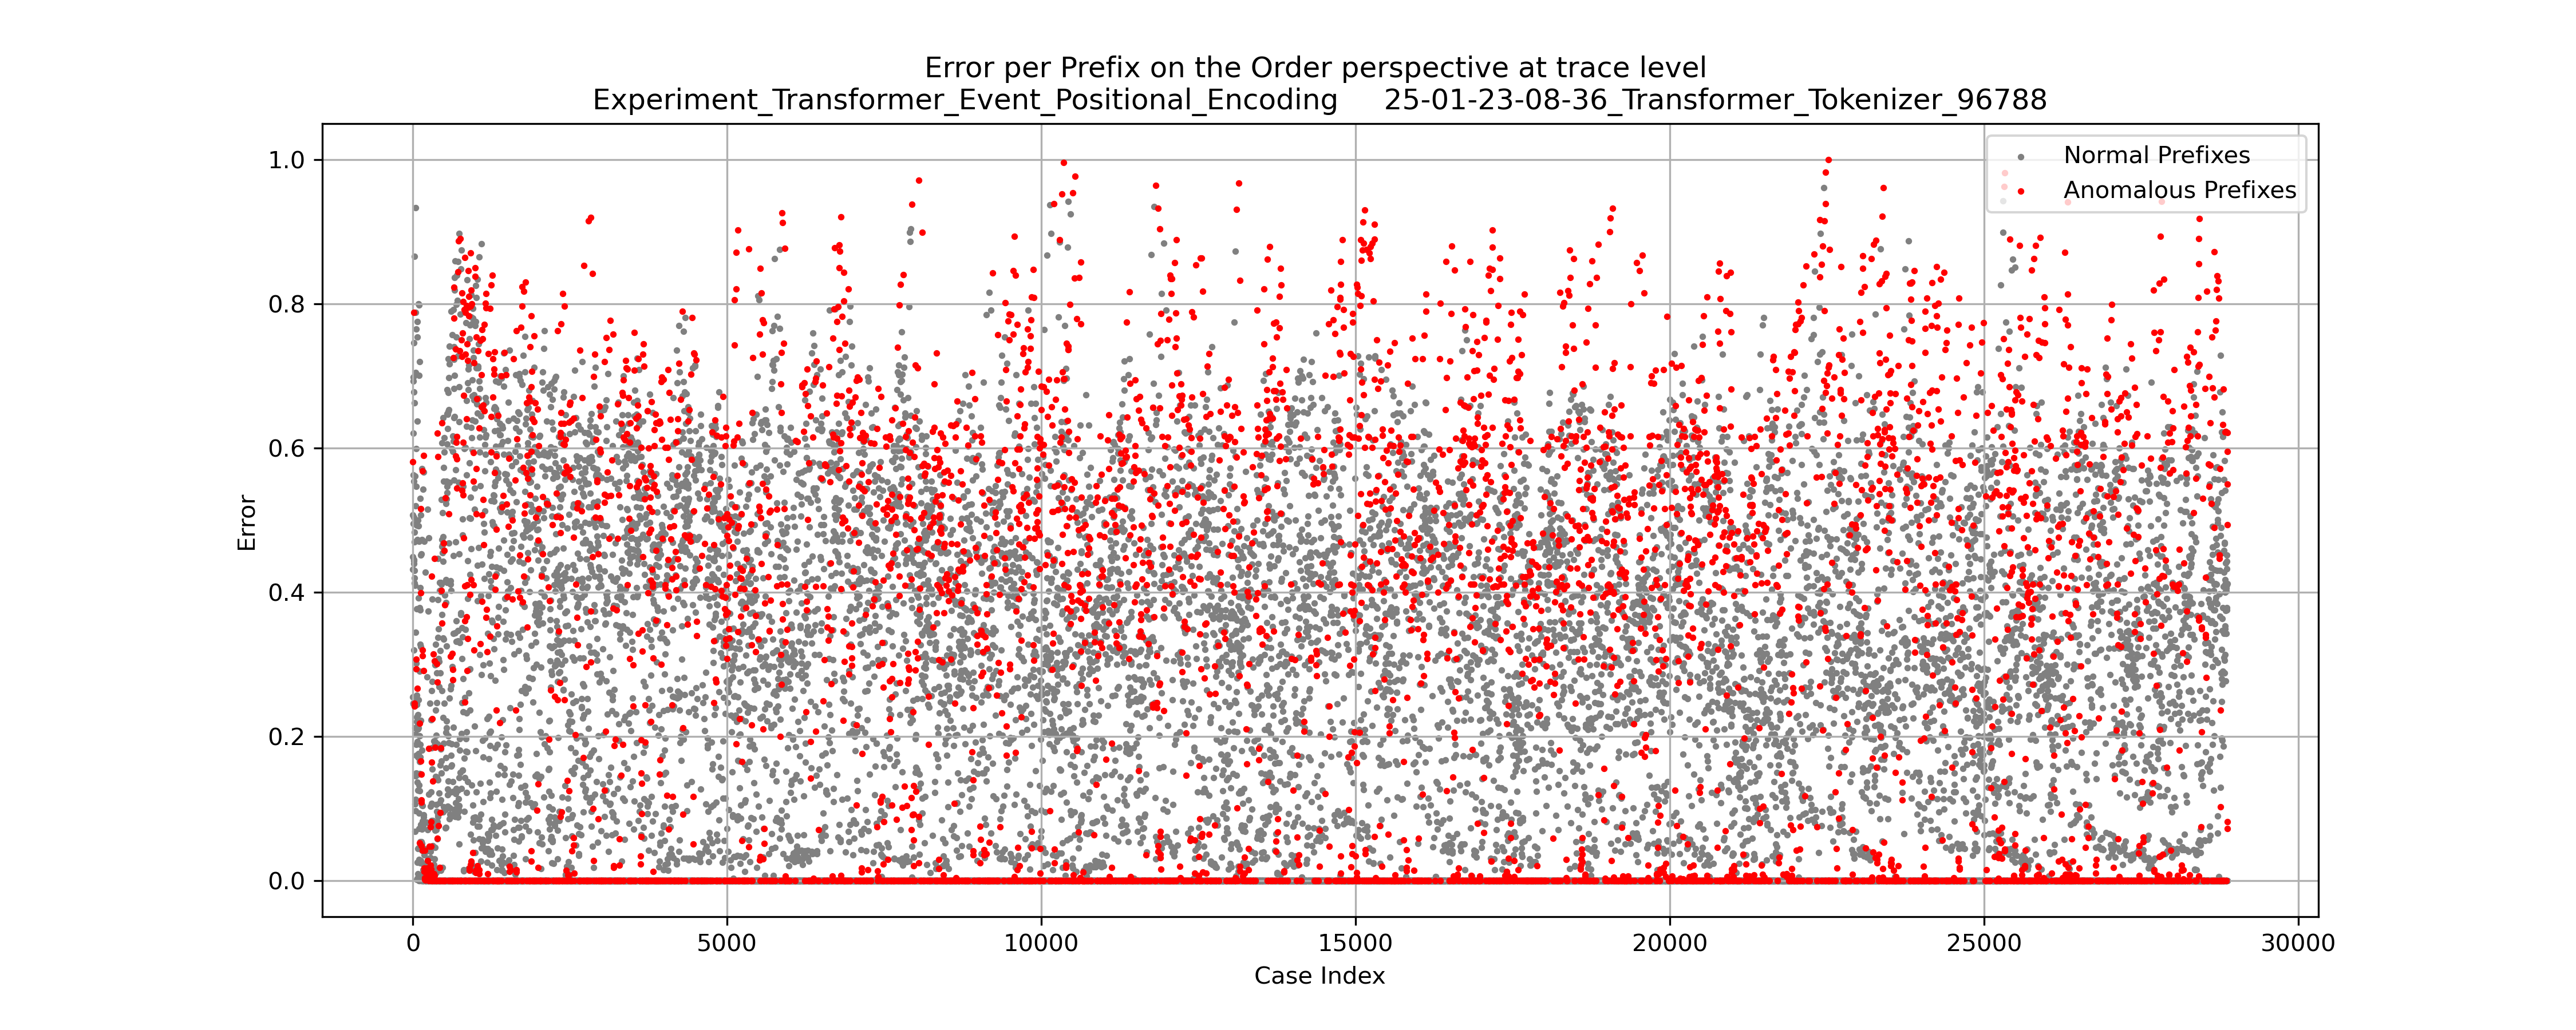 Error per Prefix on the Order perspective at trace level
Experiment_Transformer_Event_Positional_Encoding 25-01-23-08-36_Transformer_Tokenizer_96788
Normal Prefixes
Anomalous Prefixes
1.0
0.8
0.6
0.4
0.2
0.0
Error
0 5000 10000 15000 20000 25000 30000
Case Index